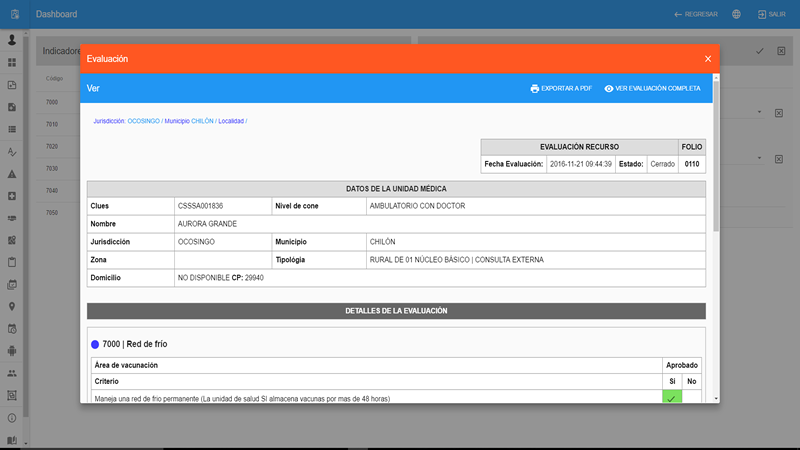 Dashboard
REGRESAR
SALIR
Indicadore
Evaluación
Código
Ver
EXPORTAR A PDF
VER EVALUACIÓN COMPLETA
7000
7010
7020
7030
7040
7050
Jurisdicción: OCOSINGO / Municipio CHILÓN / Localidad /
EVALUACIÓN RECURSO FOLIO
Fecha Evaluación: 2016-11-21 09:44:39 Estado: Cerrado 0110
DATOS DE LA UNIDAD MÉDICA
Clues CSSSA001836 Nivel de cone AMBULATORIO CON DOCTOR
Nombre AURORA GRANDE
Jurisdicción OCOSINGO Municipio CHILÓN
Zona Tipológia RURAL DE 01 NÚCLEO BÁSICO | CONSULTA EXTERNA
Domicilio NO DISPONIBLE CP: 29940
DETALLES DE LA EVALUACIÓN
7000 | Red de frío
Área de vacunación Aprobado
Criterio Si No
Maneja una red de frio permanente (La unidad de salud SI almacena vacunas por mas de 48 horas)